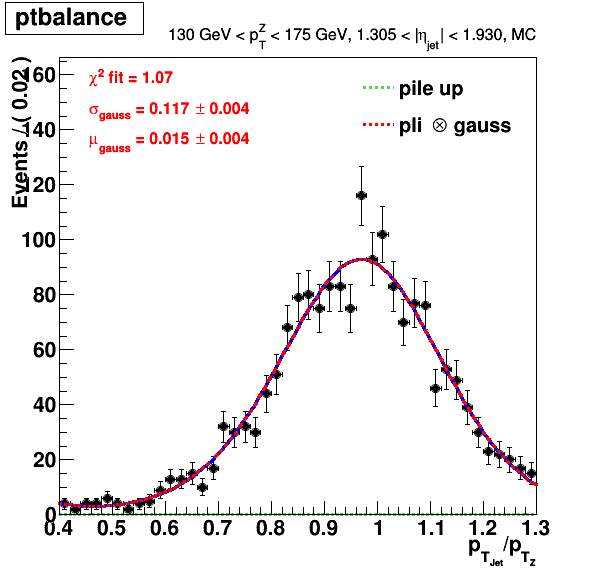 ptbalance
130 GeV < p_T^Z < 175 GeV, 1.305 < |η_jet| < 1.930, MC
Events / ( 0.02 )
χ² fit = 1.07
σ_gauss = 0.117 ± 0.004
μ_gauss = 0.015 ± 0.004
pile up
pli ⊗ gauss
160
140
120
100
80
60
40
20
0
0.4 0.5 0.6 0.7 0.8 0.9 1 1.1 1.2 1.3
p_T_Jet/p_T_Z